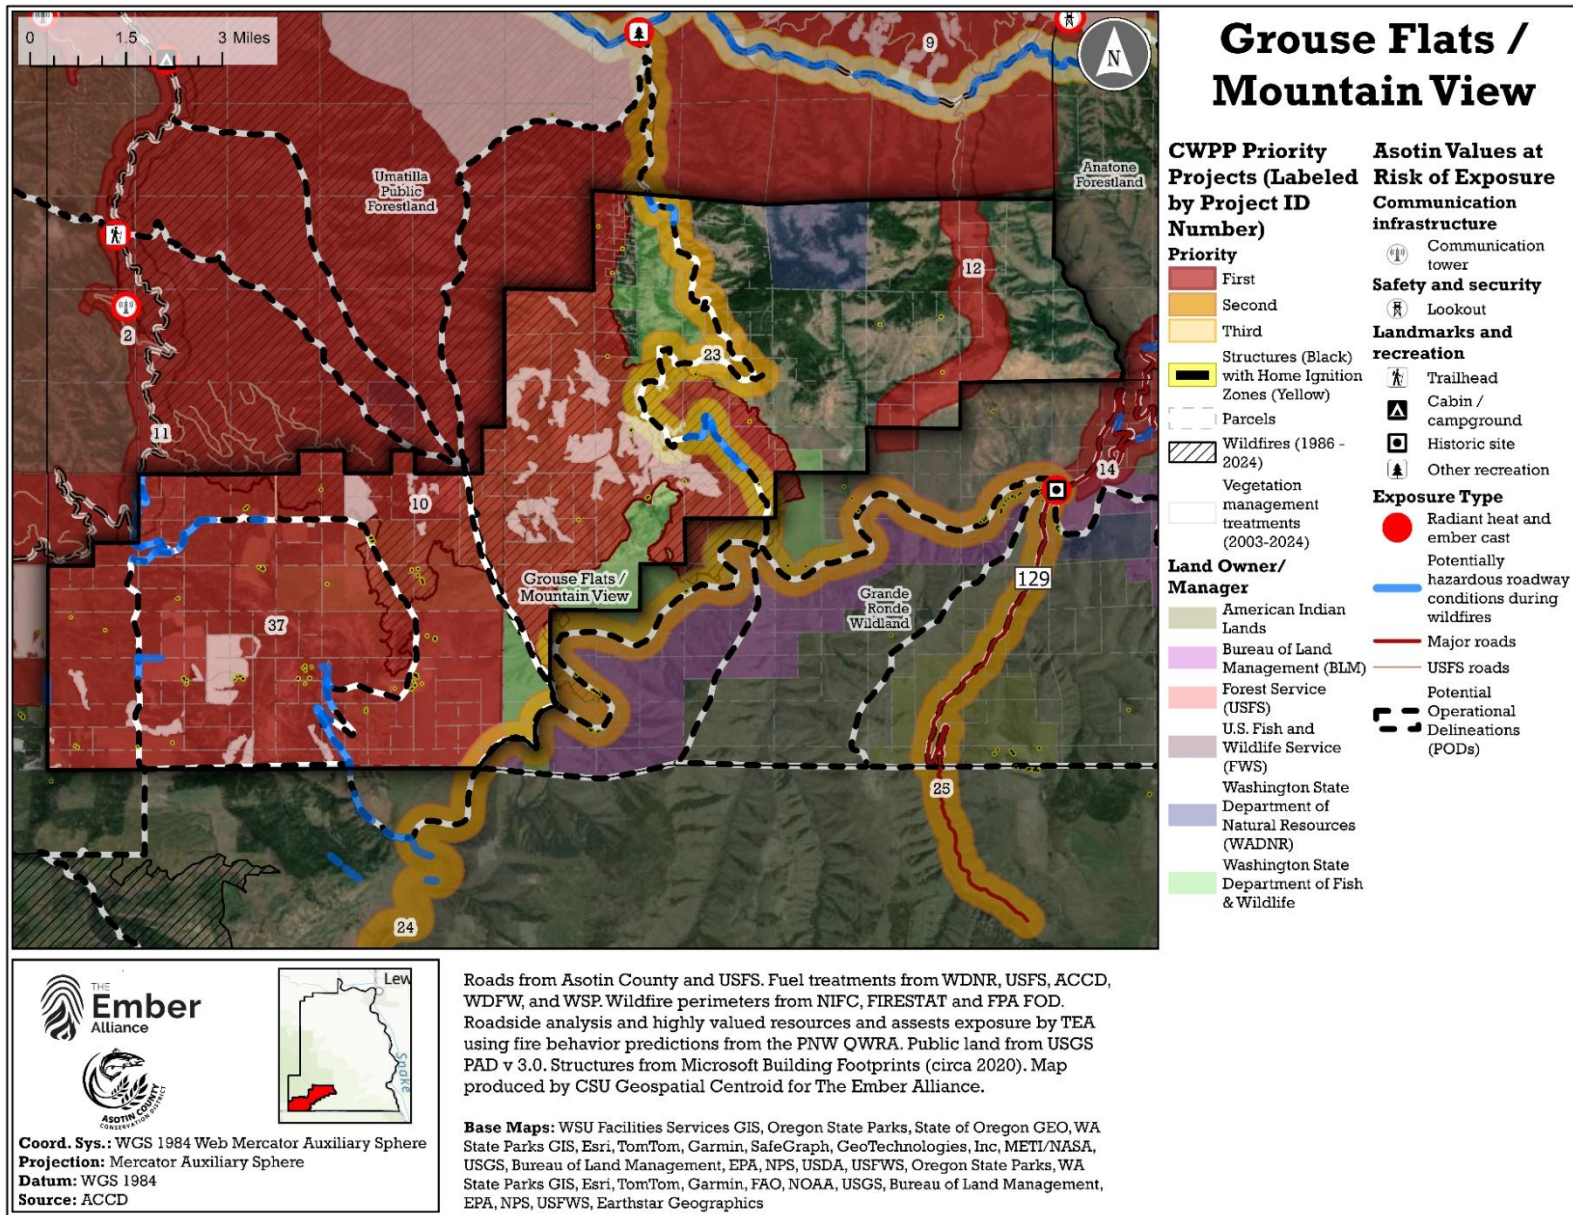 0 1.5 3 Miles
N
9
Umatilla
Public
Forestland
Anatone
Forestland
12
2
23
11
14
10
129
Grouse Flats /
Mountain View
Grande
Ronde
Wildland
37
25
24
Grouse Flats /
Mountain View
CWPP Priority
Projects (Labeled
by Project ID
Number)
Priority
First
Second
Third
Structures (Black)
with Home Ignition
Zones (Yellow)
Parcels
Wildfires (1986 -
2024)
Vegetation
management
treatments
(2003-2024)
Land Owner/
Manager
American Indian
Lands
Bureau of Land
Management (BLM)
Forest Service
(USFS)
U.S. Fish and
Wildlife Service
(FWS)
Washington State
Department of
Natural Resources
(WADNR)
Washington State
Department of Fish
& Wildlife
Asotin Values at
Risk of Exposure
Communication
infrastructure
Communication
tower
Safety and security
Lookout
Landmarks and
recreation
Trailhead
Cabin /
campground
Historic site
Other recreation
Exposure Type
Radiant heat and
ember cast
Potentially
hazardous roadway
conditions during
wildfires
Major roads
USFS roads
Potential
Operational
Delineations
(PODs)
THE
Ember
Alliance
ASOTIN COUNTY
CONSERVATION DISTRICT
Lew
Snake
Coord. Sys.: WGS 1984 Web Mercator Auxiliary Sphere
Projection: Mercator Auxiliary Sphere
Datum: WGS 1984
Source: ACCD
Roads from Asotin County and USFS. Fuel treatments from WDNR, USFS, ACCD,
WDFW, and WSP. Wildfire perimeters from NIFC, FIRESTAT and FPA FOD.
Roadside analysis and highly valued resources and assests exposure by TEA
using fire behavior predictions from the PNW QWRA. Public land from USGS
PAD v 3.0. Structures from Microsoft Building Footprints (circa 2020). Map
produced by CSU Geospatial Centroid for The Ember Alliance.
Base Maps: WSU Facilities Services GIS, Oregon State Parks, State of Oregon GEO, WA
State Parks GIS, Esri, TomTom, Garmin, SafeGraph, GeoTechnologies, Inc, METI/NASA,
USGS, Bureau of Land Management, EPA, NPS, USDA, USFWS, Oregon State Parks, WA
State Parks GIS, Esri, TomTom, Garmin, FAO, NOAA, USGS, Bureau of Land Management,
EPA, NPS, USFWS, Earthstar Geographics